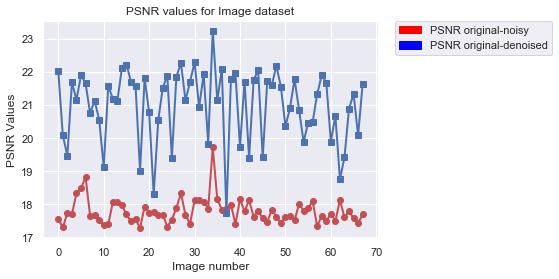 PSNR values for Image dataset
PSNR original-noisy
PSNR original-denoised
PSNR Values
23
22
21
20
19
18
17
0 10 20 30 40 50 60 70
Image number